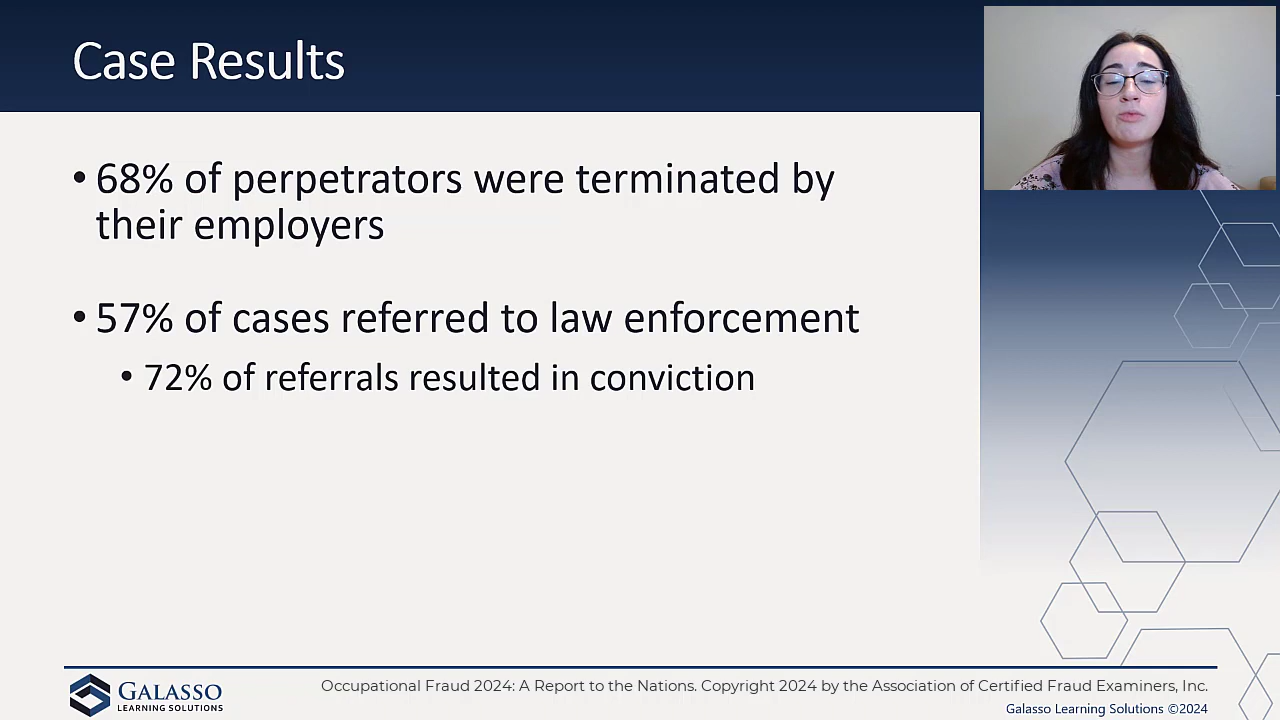 Case Results
• 68% of perpetrators were terminated by
their employers
• 57% of cases referred to law enforcement
• 72% of referrals resulted in conviction
GALASSO
LEARNING SOLUTIONS
Occupational Fraud 2024: A Report to the Nations. Copyright 2024 by the Association of Certified Fraud Examiners, Inc.
Galasso Learning Solutions ©2024